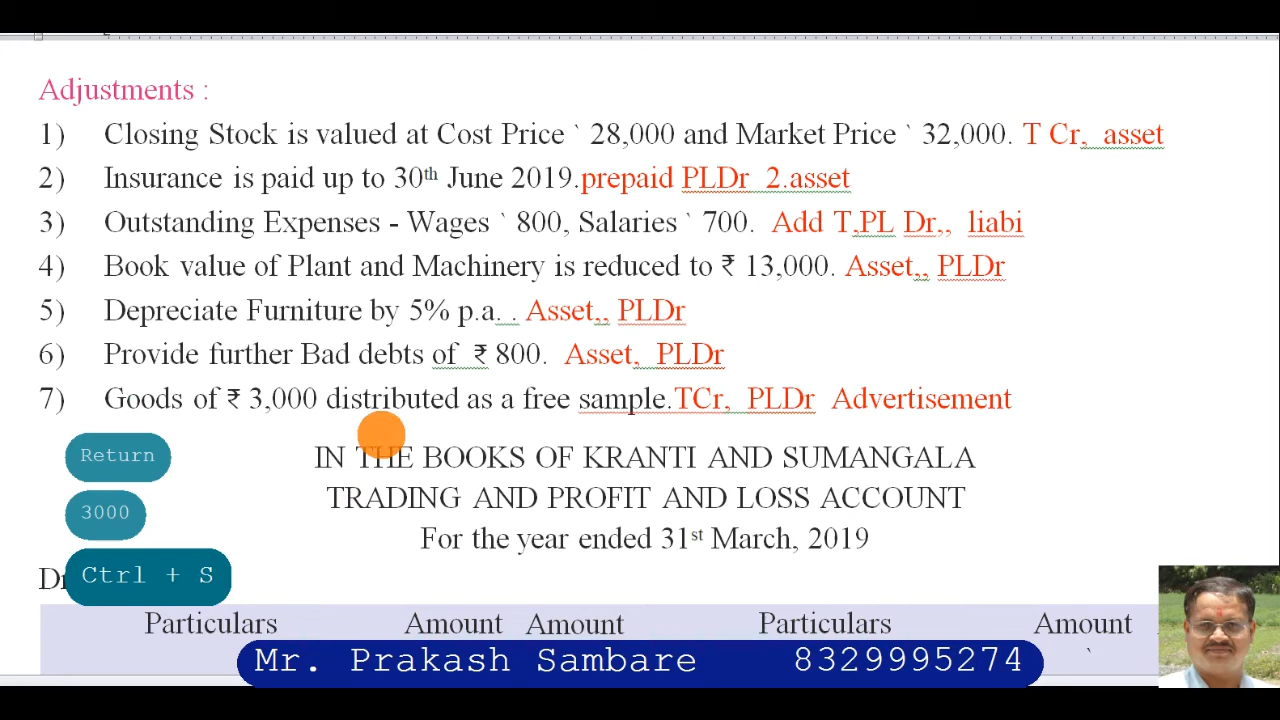 Adjustments :
1) Closing Stock is valued at Cost Price ` 28,000 and Market Price ` 32,000. T Cr, asset
2) Insurance is paid up to 30th June 2019.prepaid PLDr 2.asset
3) Outstanding Expenses - Wages ` 800, Salaries ` 700. Add T,PL Dr,, liabi
4) Book value of Plant and Machinery is reduced to ₹ 13,000. Asset,, PLDr
5) Depreciate Furniture by 5% p.a. . Asset,, PLDr
6) Provide further Bad debts of ₹ 800. Asset, PLDr
7) Goods of ₹ 3,000 distributed as a free sample.TCr, PLDr Advertisement
Return
IN THE BOOKS OF KRANTI AND SUMANGALA
TRADING AND PROFIT AND LOSS ACCOUNT
3000
For the year ended 31st March, 2019
Ctrl + S
Particulars Amount Amount Particulars Amount
`
Mr. Prakash Sambare 8329995274